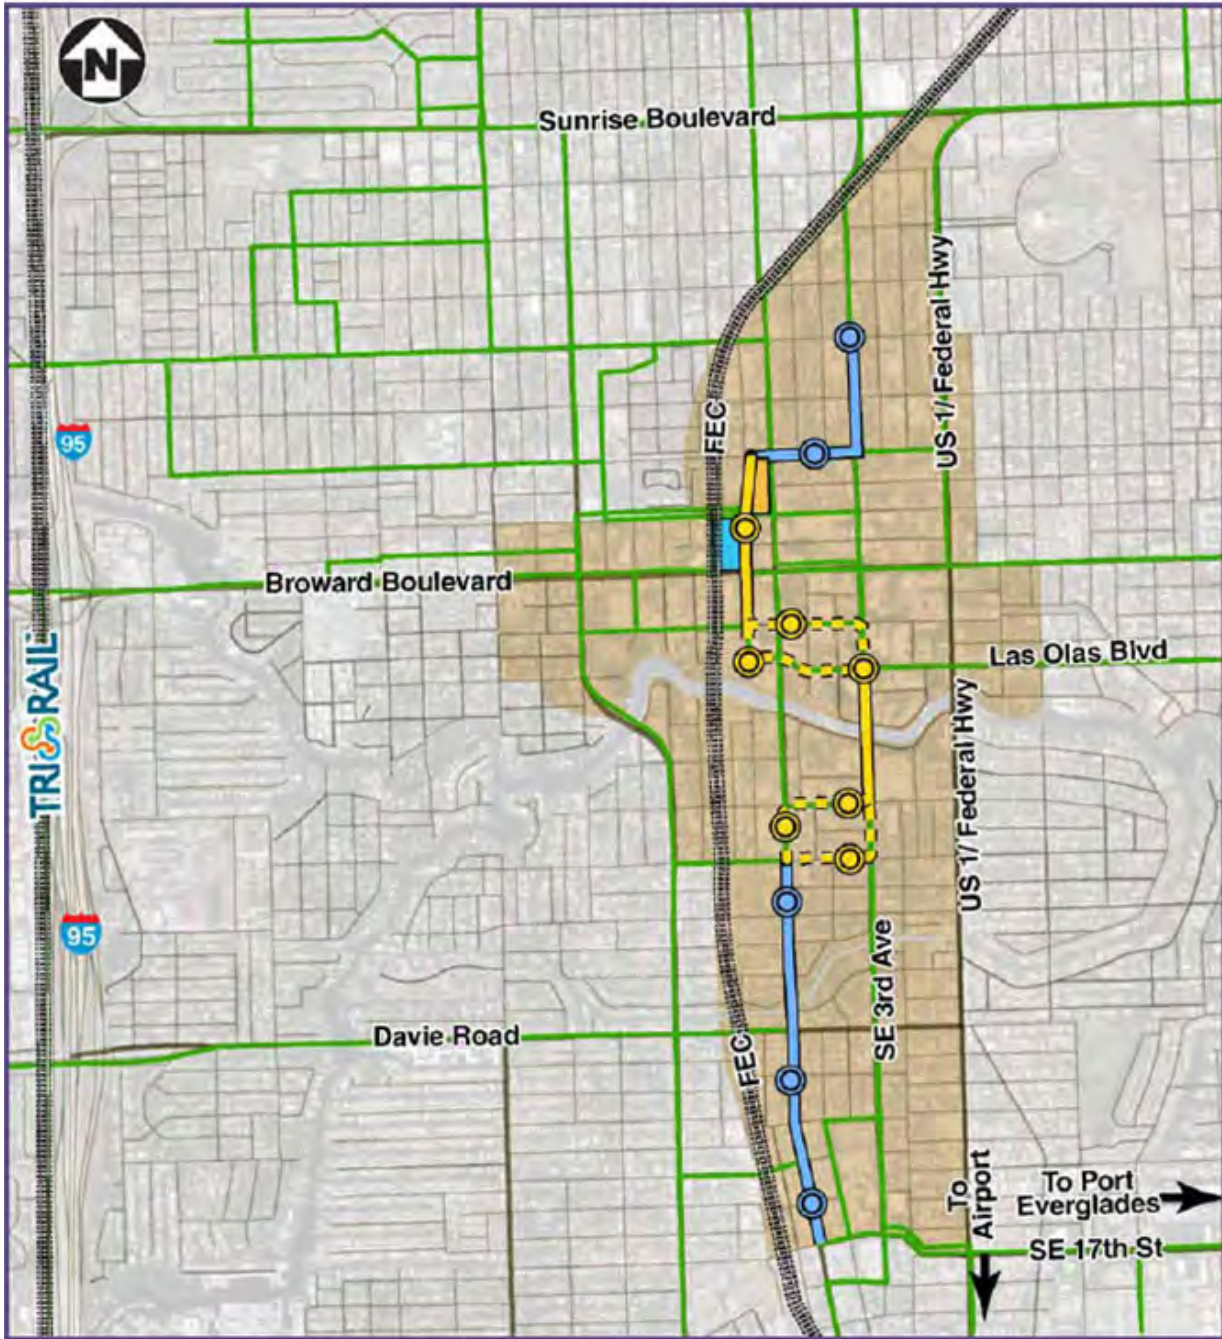 N
Sunrise Boulevard
US 1/ Federal Hwy
FEC
95
Broward Boulevard
Las Olas Blvd
TRI RAIL
US 1/ Federal Hwy
95
SE 3rd Ave
Davie Road
FEC
To
Airport
To Port
Everglades
SE 17th St